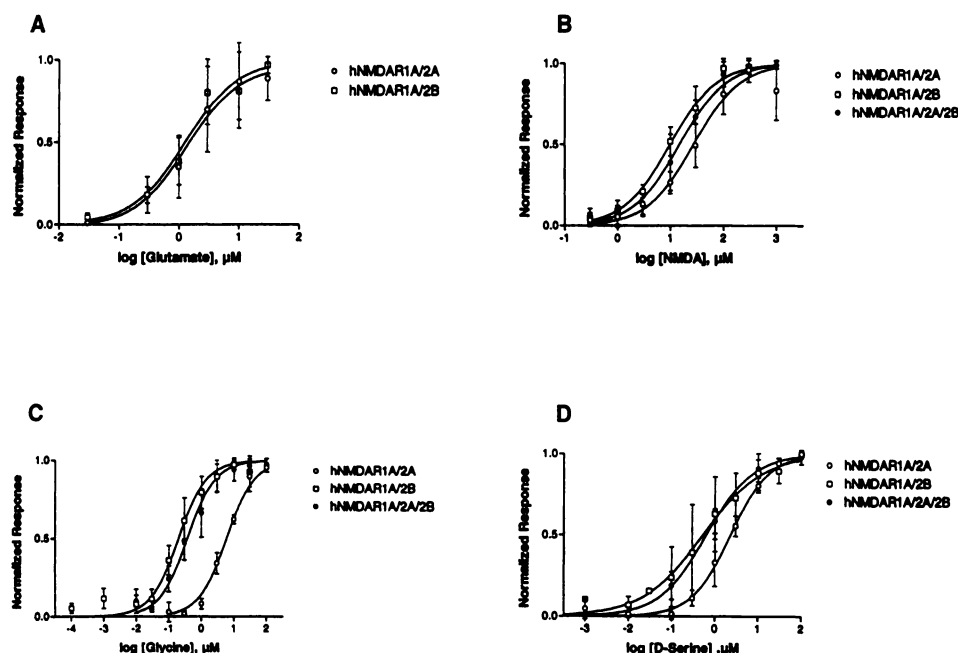 A
Normalized Response
1.0
0.5
0.0
-2
-1
0
1
2
log [Glutamate], μM
hNMDAR1A/2A
hNMDAR1A/2B
B
Normalized Response
1.0
0.5
0.0
-1
0
1
2
3
log [NMDA], μM
hNMDAR1A/2A
hNMDAR1A/2B
hNMDAR1A/2A/2B
C
Normalized Response
1.0
0.5
0.0
-4
-3
-2
-1
0
1
2
log [Glycine], μM
hNMDAR1A/2A
hNMDAR1A/2B
hNMDAR1A/2A/2B
D
Normalized Response
1.0
0.5
0.0
-3
-2
-1
0
1
2
log [D-Serine] ,μM
hNMDAR1A/2A
hNMDAR1A/2B
hNMDAR1A/2A/2B